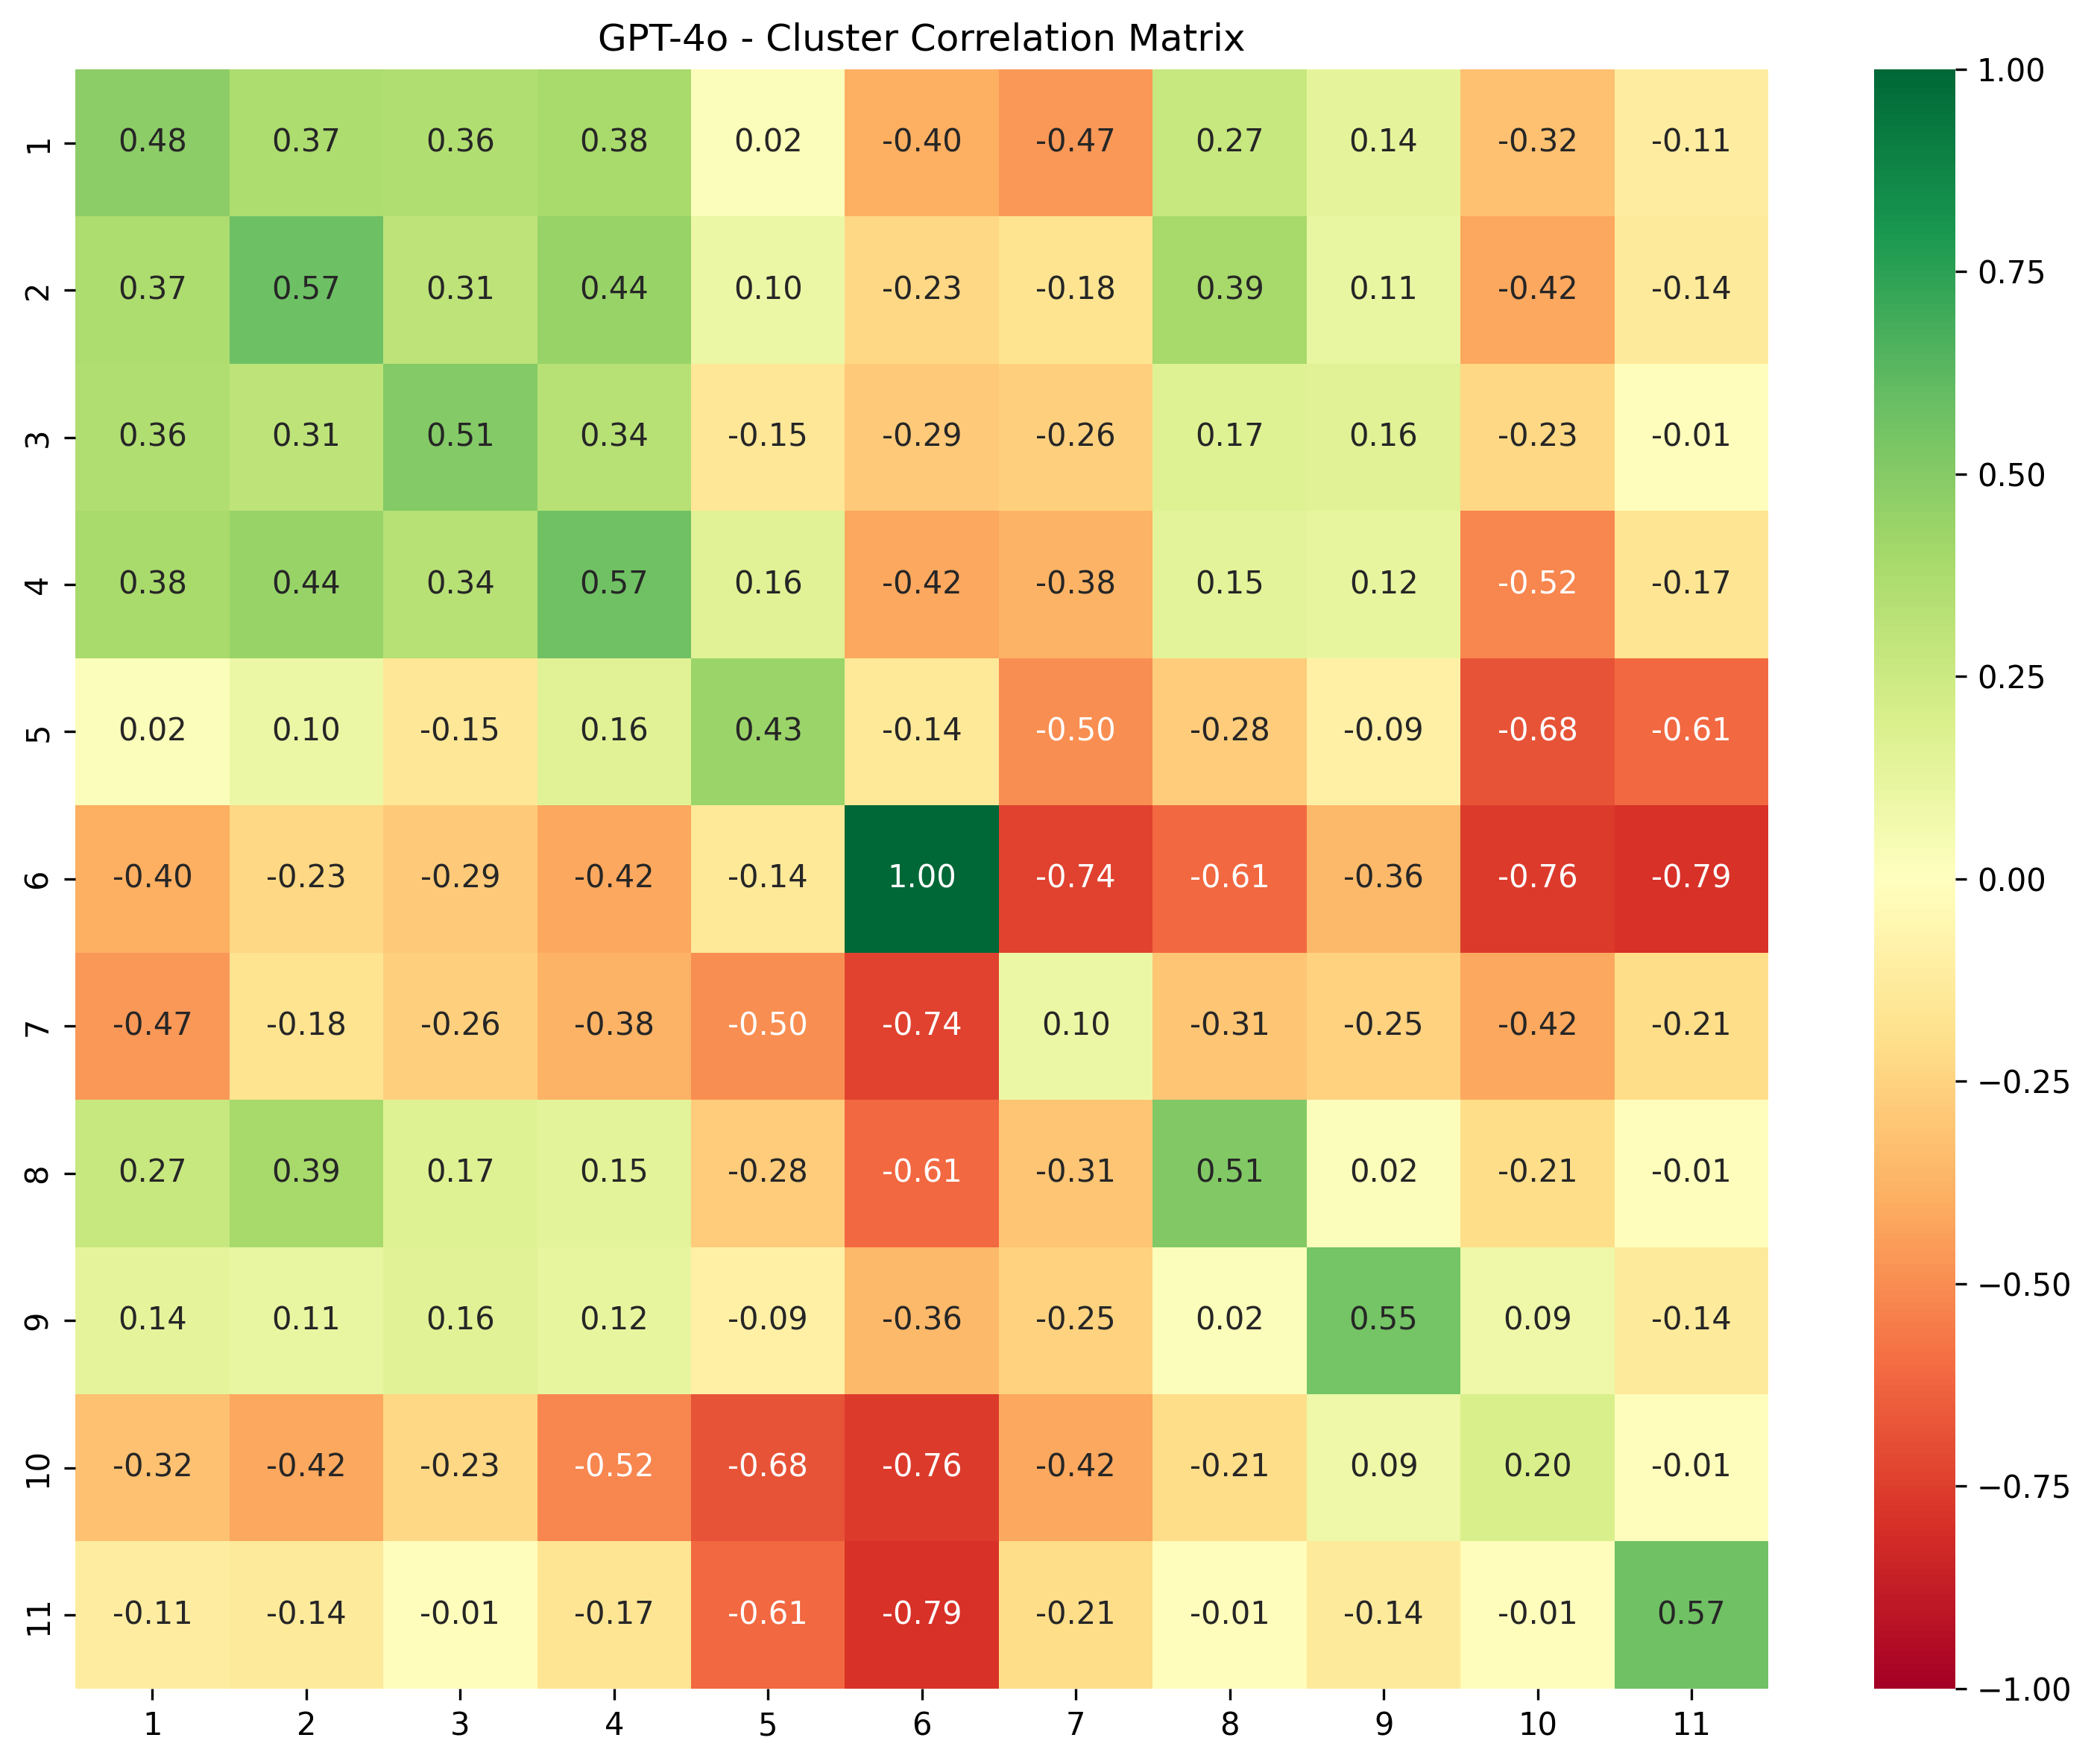 GPT-4o - Cluster Correlation Matrix
1 0.48 0.37 0.36 0.38 0.02 -0.40 -0.47 0.27 0.14 -0.32 -0.11
2 0.37 0.57 0.31 0.44 0.10 -0.23 -0.18 0.39 0.11 -0.42 -0.14
3 0.36 0.31 0.51 0.34 -0.15 -0.29 -0.26 0.17 0.16 -0.23 -0.01
4 0.38 0.44 0.34 0.57 0.16 -0.42 -0.38 0.15 0.12 -0.52 -0.17
5 0.02 0.10 -0.15 0.16 0.43 -0.14 -0.50 -0.28 -0.09 -0.68 -0.61
6 -0.40 -0.23 -0.29 -0.42 -0.14 1.00 -0.74 -0.61 -0.36 -0.76 -0.79
7 -0.47 -0.18 -0.26 -0.38 -0.50 -0.74 0.10 -0.31 -0.25 -0.42 -0.21
8 0.27 0.39 0.17 0.15 -0.28 -0.61 -0.31 0.51 0.02 -0.21 -0.01
9 0.14 0.11 0.16 0.12 -0.09 -0.36 -0.25 0.02 0.55 0.09 -0.14
10 -0.32 -0.42 -0.23 -0.52 -0.68 -0.76 -0.42 -0.21 0.09 0.20 -0.01
11 -0.11 -0.14 -0.01 -0.17 -0.61 -0.79 -0.21 -0.01 -0.14 -0.01 0.57
1 2 3 4 5 6 7 8 9 10 11
1.00
0.75
0.50
0.25
0.00
−0.25
−0.50
−0.75
−1.00